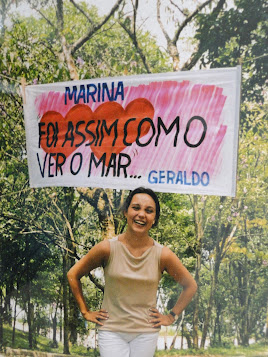 MARINA
FOI ASSIM COMO
VER O MAR...
GERALDO